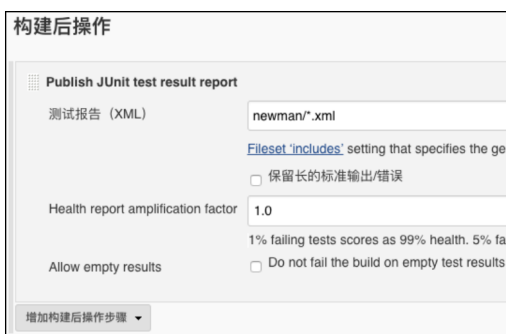 构建后操作
Publish JUnit test result report
测试报告（XML）
newman/*.xml
Fileset ‘includes’ setting that specifies the ge
保留长的标准输出/错误
Health report amplification factor
1.0
1% failing tests scores as 99% health. 5% fa
Allow empty results
Do not fail the build on empty test results
增加构建后操作步骤